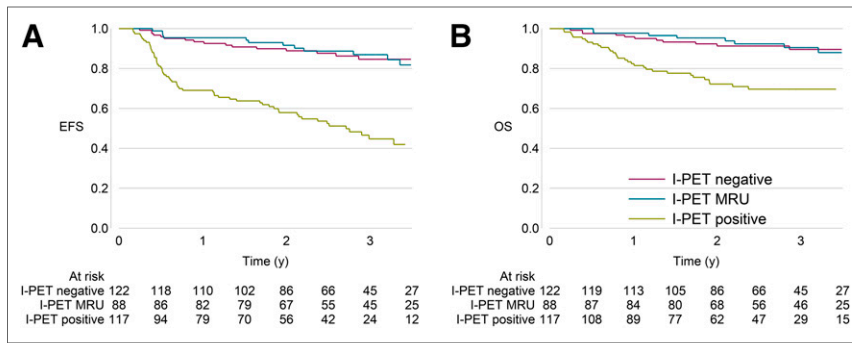 A
1.0
0.8
0.6
EFS
0.4
0.2
0.0
0 1 2 3
Time (y)
At risk
I-PET negative 122 118 110 102 86 66 45 27
I-PET MRU 88 86 82 79 67 55 45 25
I-PET positive 117 94 79 70 56 42 24 12
B
1.0
0.8
0.6
OS
0.4
0.2
0.0
I-PET negative
I-PET MRU
I-PET positive
0 1 2 3
Time (y)
At risk
I-PET negative 122 119 113 105 86 66 45 27
I-PET MRU 88 87 84 80 68 56 46 25
I-PET positive 117 108 89 77 62 47 29 15